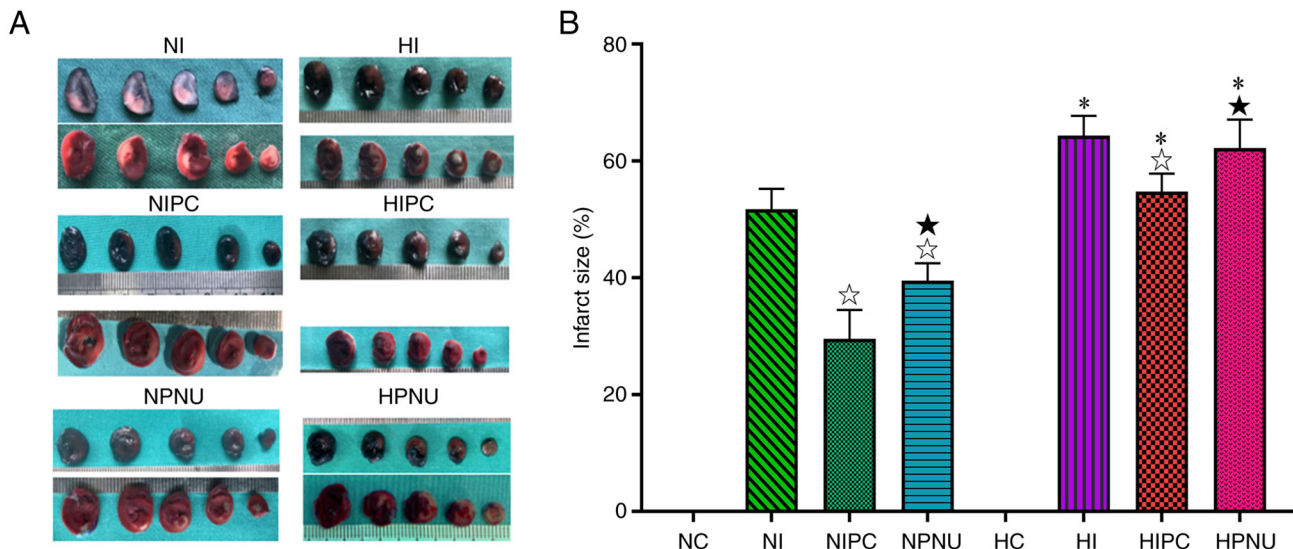 A
NI
HI
NIPC
HIPC
NPNU
HPNU
B
Infarct size (%)
80
60
40
20
0
*
*
*
★
☆
★
☆
☆
NC
NI
NIPC
NPNU
HC
HI
HIPC
HPNU